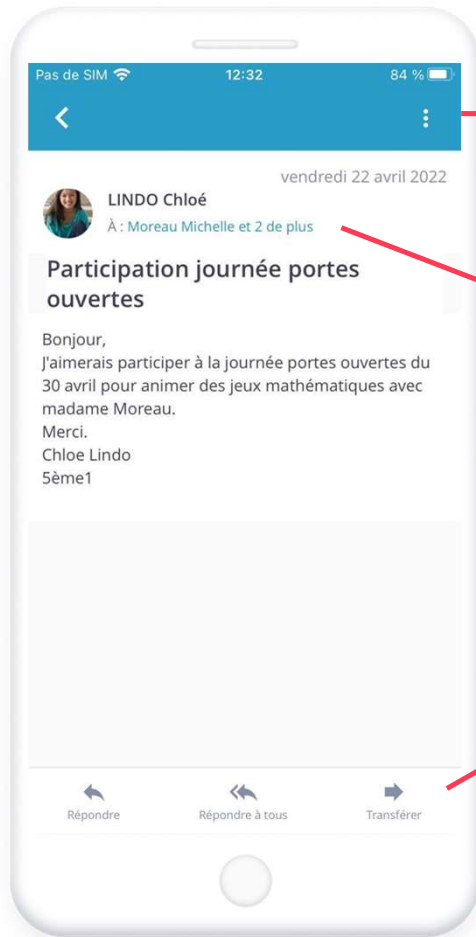 Pas de SIM 12:32 84 %
vendredi 22 avril 2022
LINDO Chloé
À : Moreau Michelle et 2 de plus
Participation journée portes
ouvertes
Bonjour,
J'aimerais participer à la journée portes ouvertes du
30 avril pour animer des jeux mathématiques avec
madame Moreau.
Merci.
Chloe Lindo
5ème1
Répondre Répondre à tous Transférer